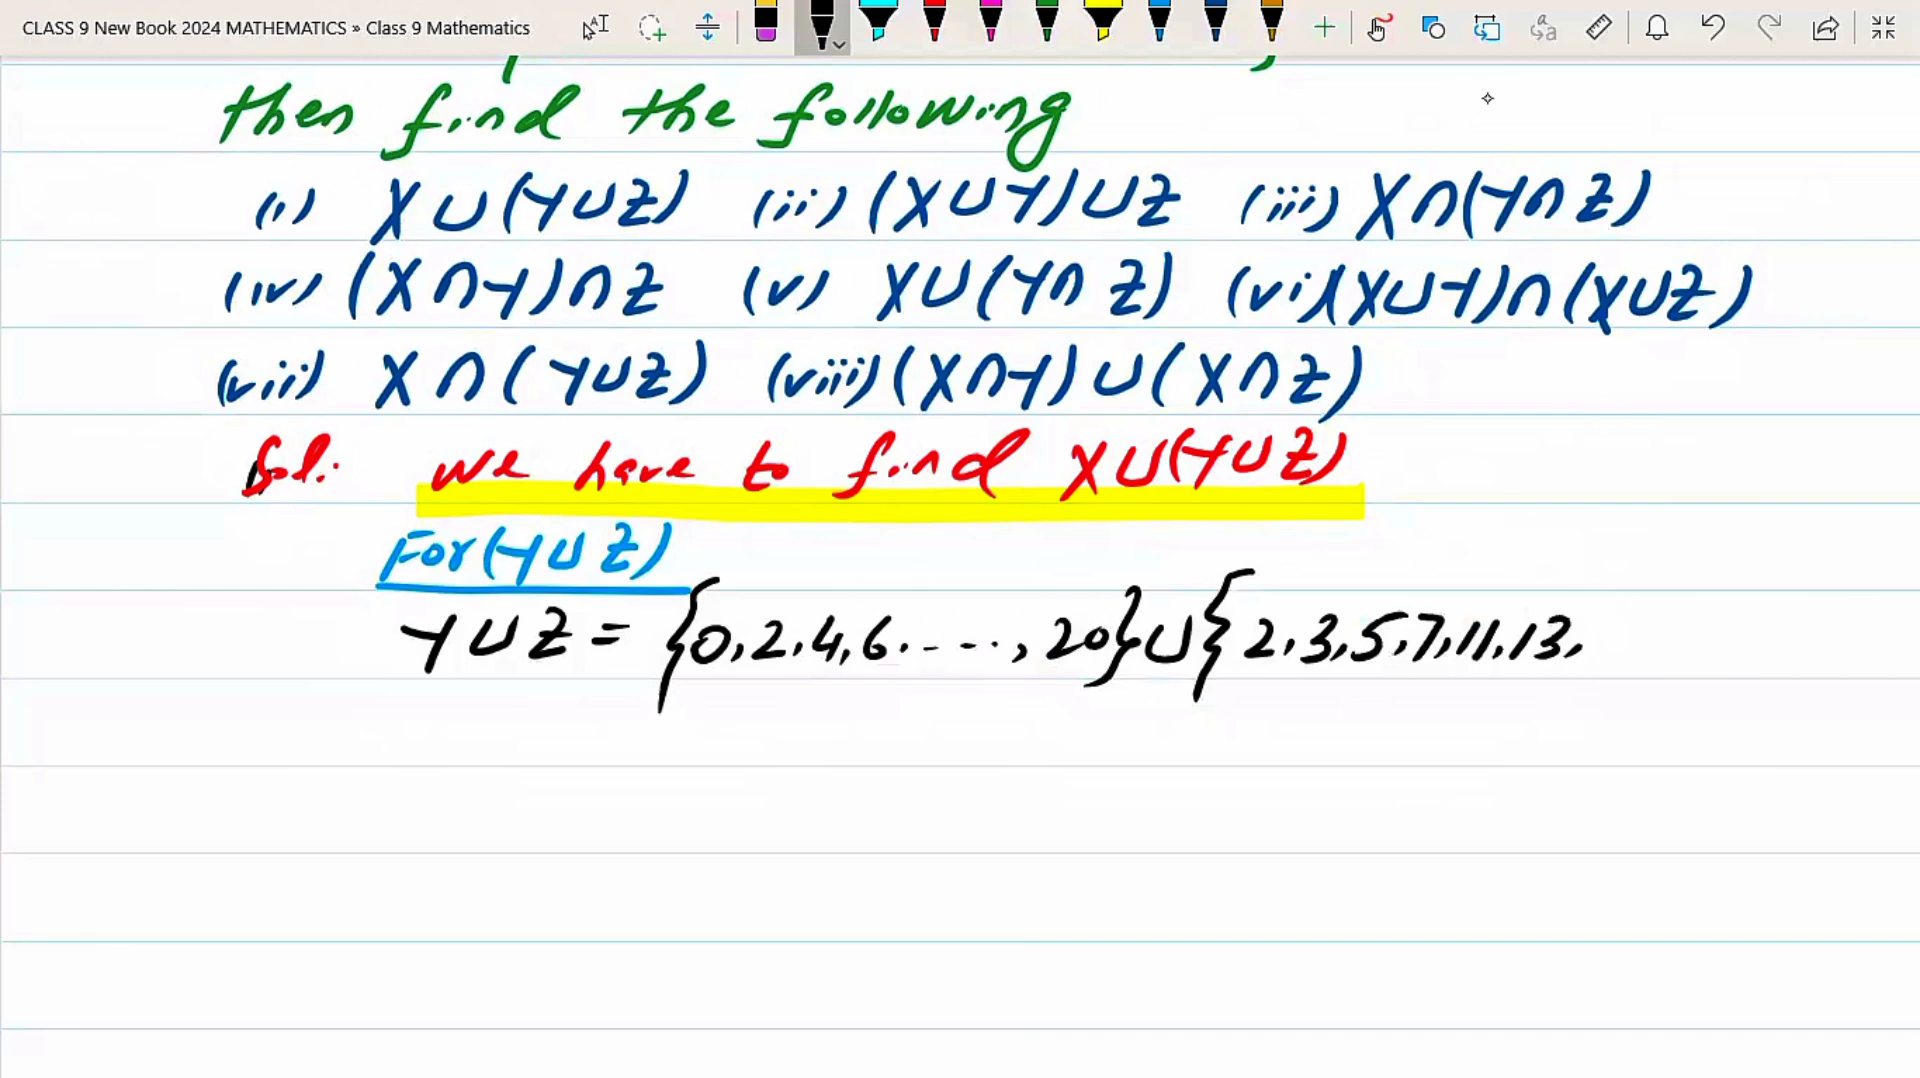 CLASS 9 New Book 2024 MATHEMATICS » Class 9 Mathematics
then find the following
(i) X∪(Y∪Z) (ii) (X∪Y)∪Z (iii) X∩(Y∩Z)
(iv) (X∩Y)∩Z (v) X∪(Y∩Z) (vi) (X∪Y)∩(X∪Z)
(vii) X∩(Y∪Z) (viii) (X∩Y)∪(X∩Z)
Sol: We have to find X∪(Y∪Z)
For (Y∪Z)
Y∪Z = {0,2,4,6.----.,20}∪{2,3,5,7,11,13,